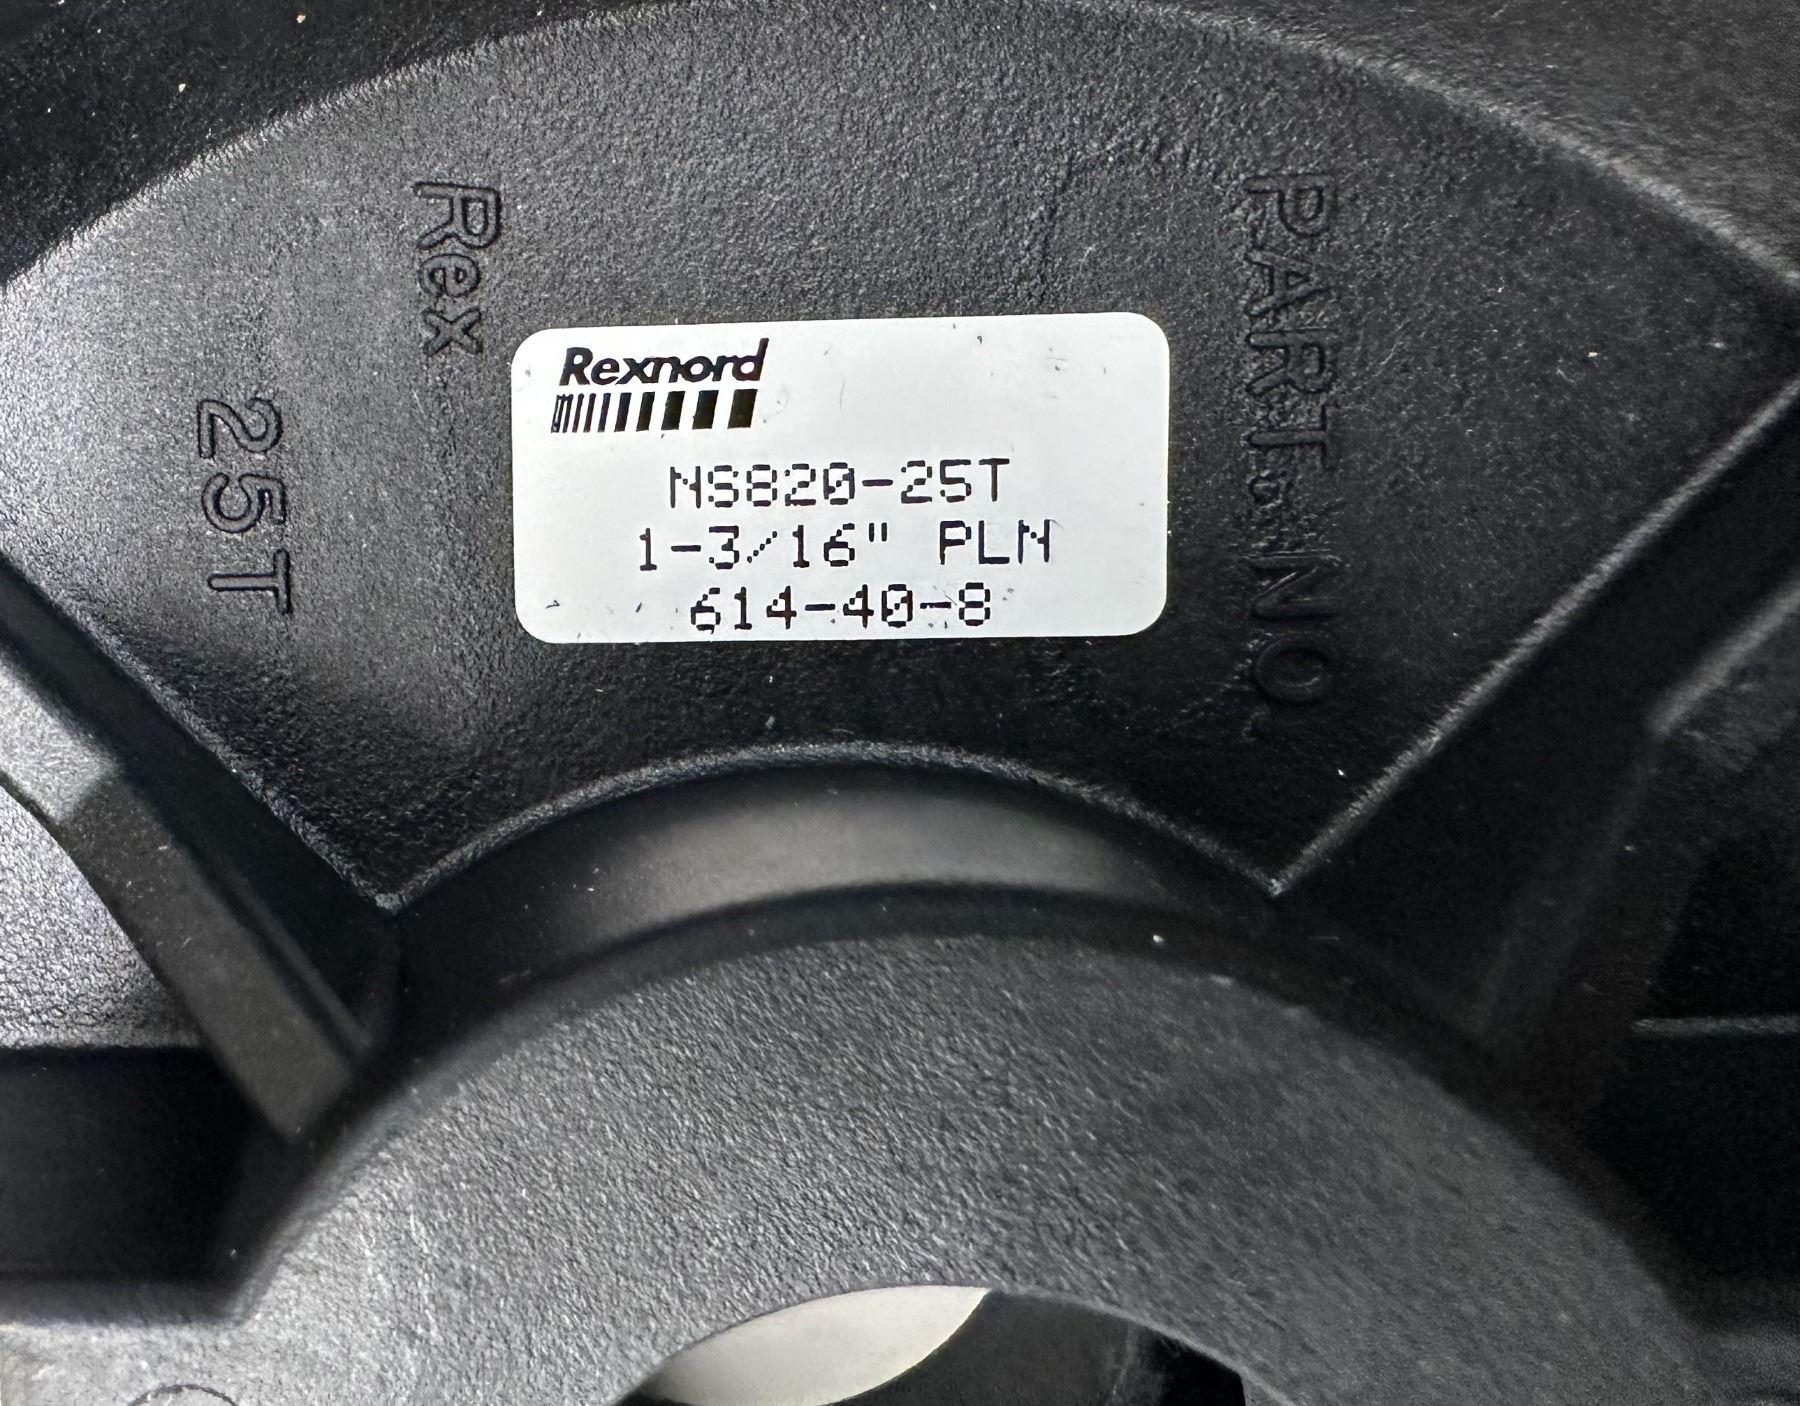 Rex
25T
Rexnord
NS820-25T
1-3/16" PLN
614-40-8
PART NO.